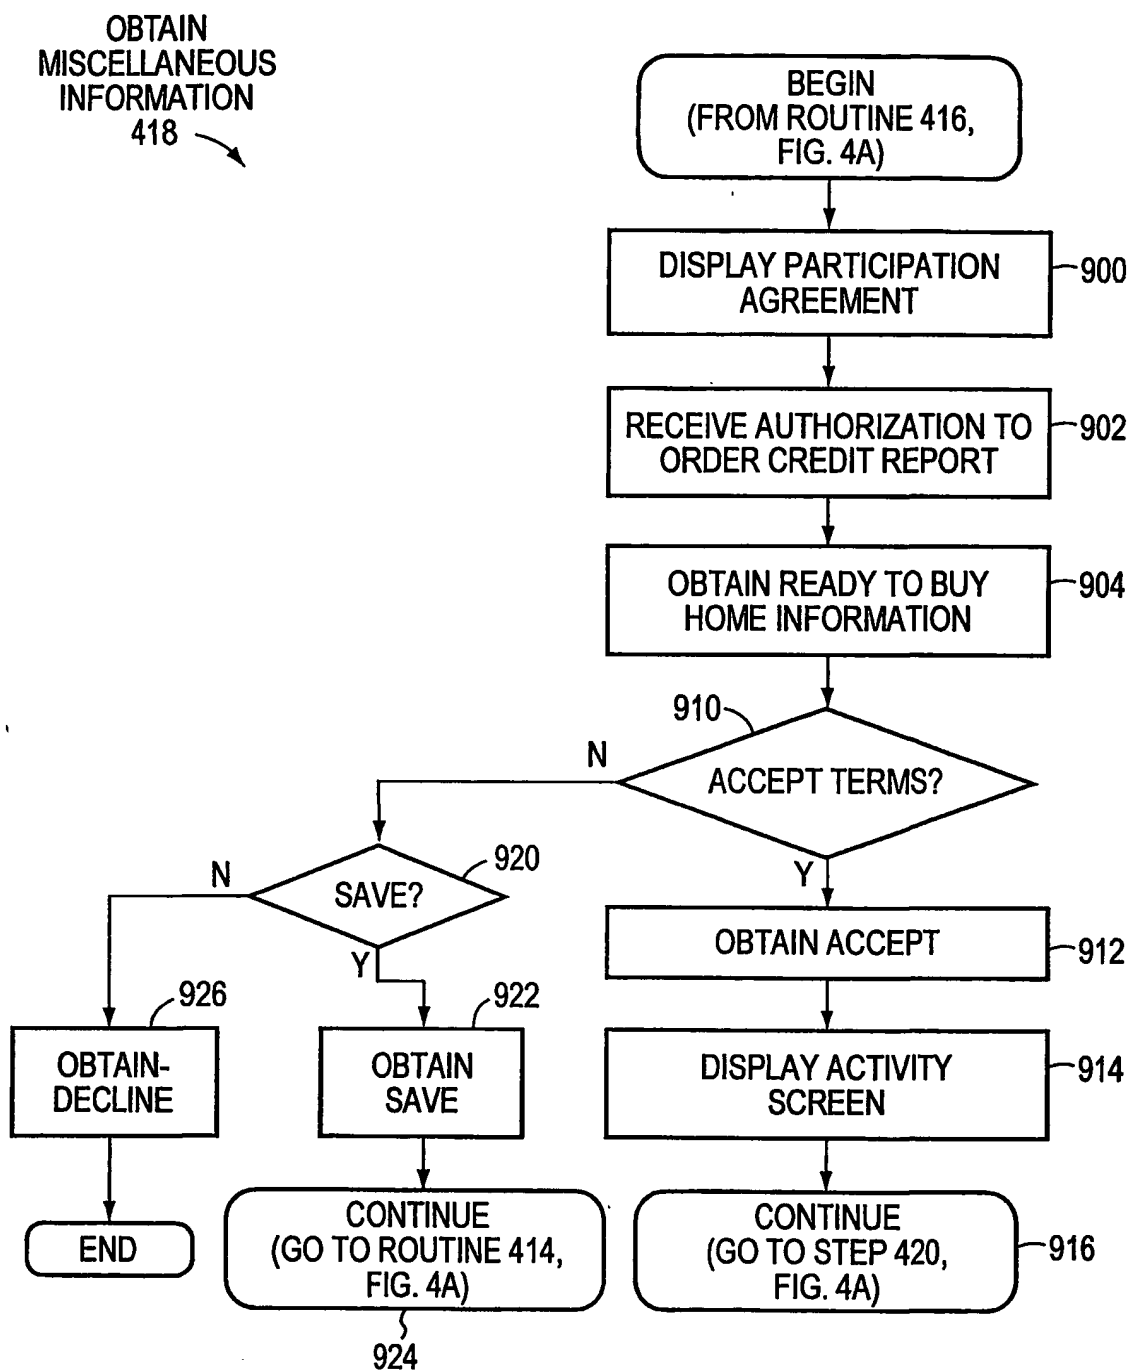 OBTAIN
MISCELLANEOUS
INFORMATION
418
BEGIN
(FROM ROUTINE 416,
FIG. 4A)
DISPLAY PARTICIPATION
AGREEMENT
900
RECEIVE AUTHORIZATION TO
ORDER CREDIT REPORT
902
OBTAIN READY TO BUY
HOME INFORMATION
904
910
N
ACCEPT TERMS?
Y
920
N
SAVE?
Y
OBTAIN ACCEPT
912
926
922
OBTAIN-
DECLINE
OBTAIN
SAVE
DISPLAY ACTIVITY
SCREEN
914
END
CONTINUE
(GO TO ROUTINE 414,
FIG. 4A)
924
CONTINUE
(GO TO STEP 420,
FIG. 4A)
916